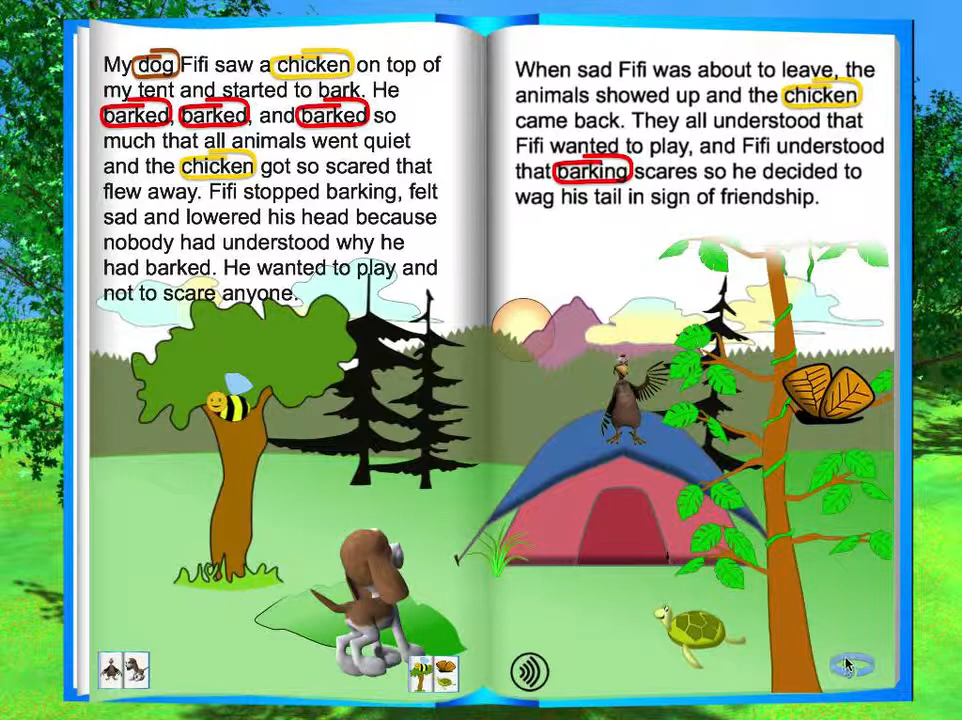 My dog Fifi saw a chicken on top of
my tent and started to bark. He
barked, barked, and barked so
much that all animals went quiet
and the chicken got so scared that
flew away. Fifi stopped barking, felt
sad and lowered his head because
nobody had understood why he
had barked. He wanted to play and
not to scare anyone.
When sad Fifi was about to leave, the
animals showed up and the chicken
came back. They all understood that
Fifi wanted to play, and Fifi understood
that barking scares so he decided to
wag his tail in sign of friendship.